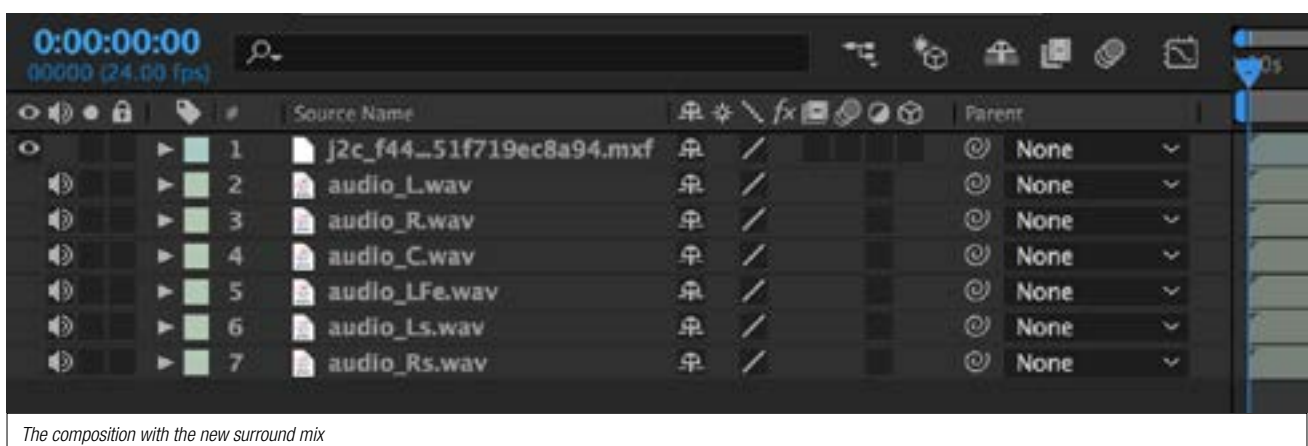 0:00:00:00
00000 (24.00 fps)
# Source Name fx Parent
1 j2c_f44...51f719ec8a94.mxf None
2 audio_L.wav None
3 audio_R.wav None
4 audio_C.wav None
5 audio_LFe.wav None
6 audio_Ls.wav None
7 audio_Rs.wav None
The composition with the new surround mix